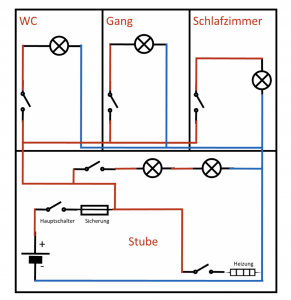 WC
Gang
Schlafzimmer
Hauptschalter
Sicherung
Stube
Heizung
+
-